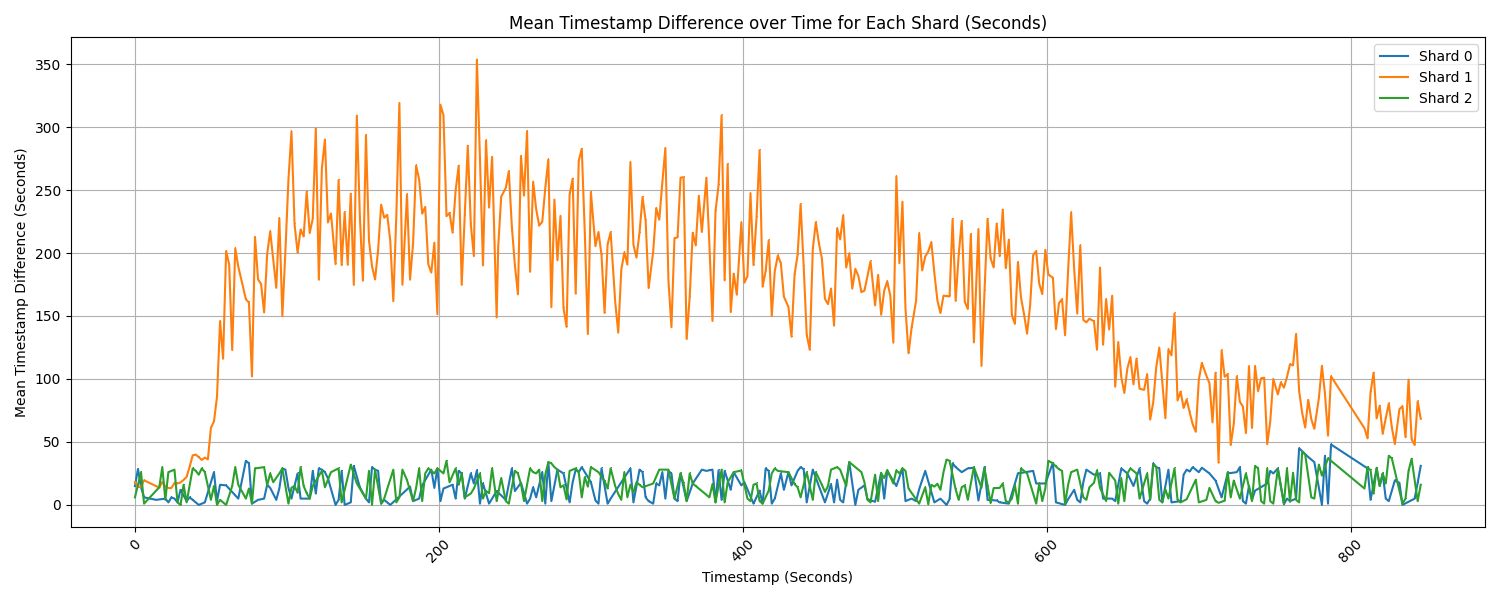 Mean Timestamp Difference over Time for Each Shard (Seconds)
Shard 0
Shard 1
Shard 2
Mean Timestamp Difference (Seconds)
350
300
250
200
150
100
50
0
0
200
400
600
800
Timestamp (Seconds)